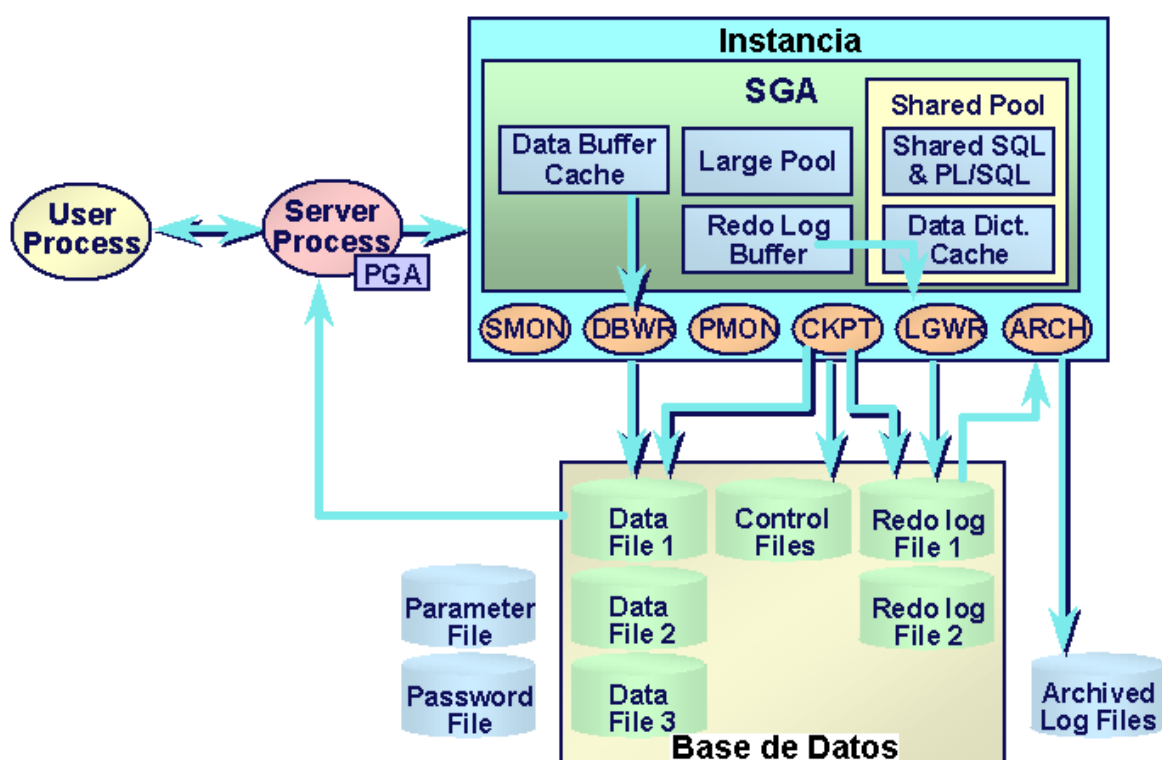 Instancia
SGA
Shared Pool
Data Buffer
Cache
Large Pool
Shared SQL
& PL/SQL
Redo Log
Buffer
Data Dict.
Cache
User
Process
Server
Process
PGA
SMON
DBWR
PMON
CKPT
LGWR
ARCH
Data
File 1
Control
Files
Redo log
File 1
Parameter
File
Data
File 2
Redo log
File 2
Password
File
Data
File 3
Archived
Log Files
Base de Datos